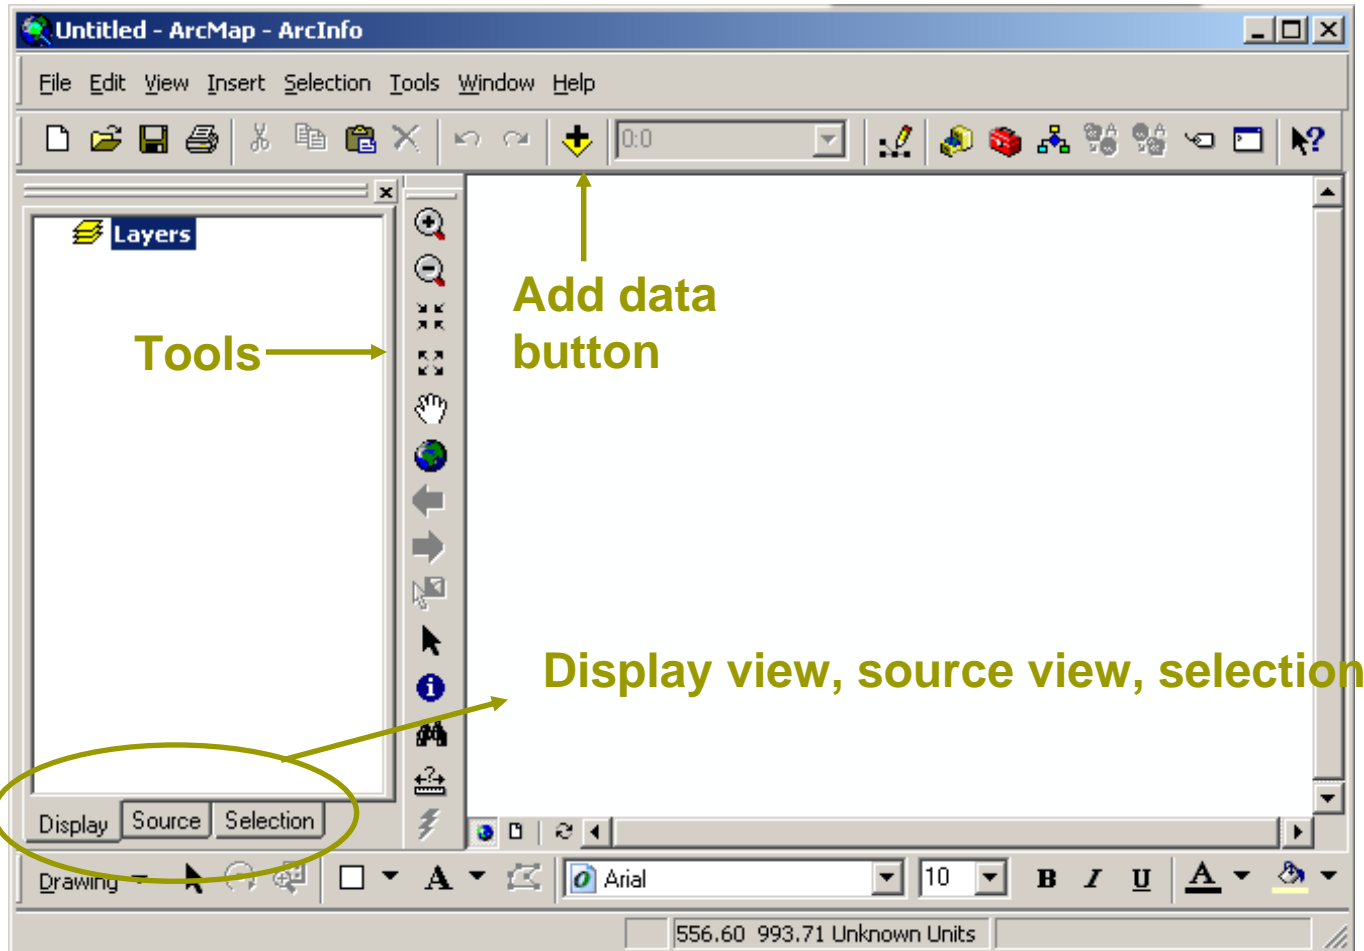 Untitled - ArcMap - ArcInfo
File Edit View Insert Selection Tools Window Help
0:0
Layers
Add data
button
Tools
Display view, source view, selection
Display Source Selection
Drawing A Arial 10 B I U A
556.60 993.71 Unknown Units